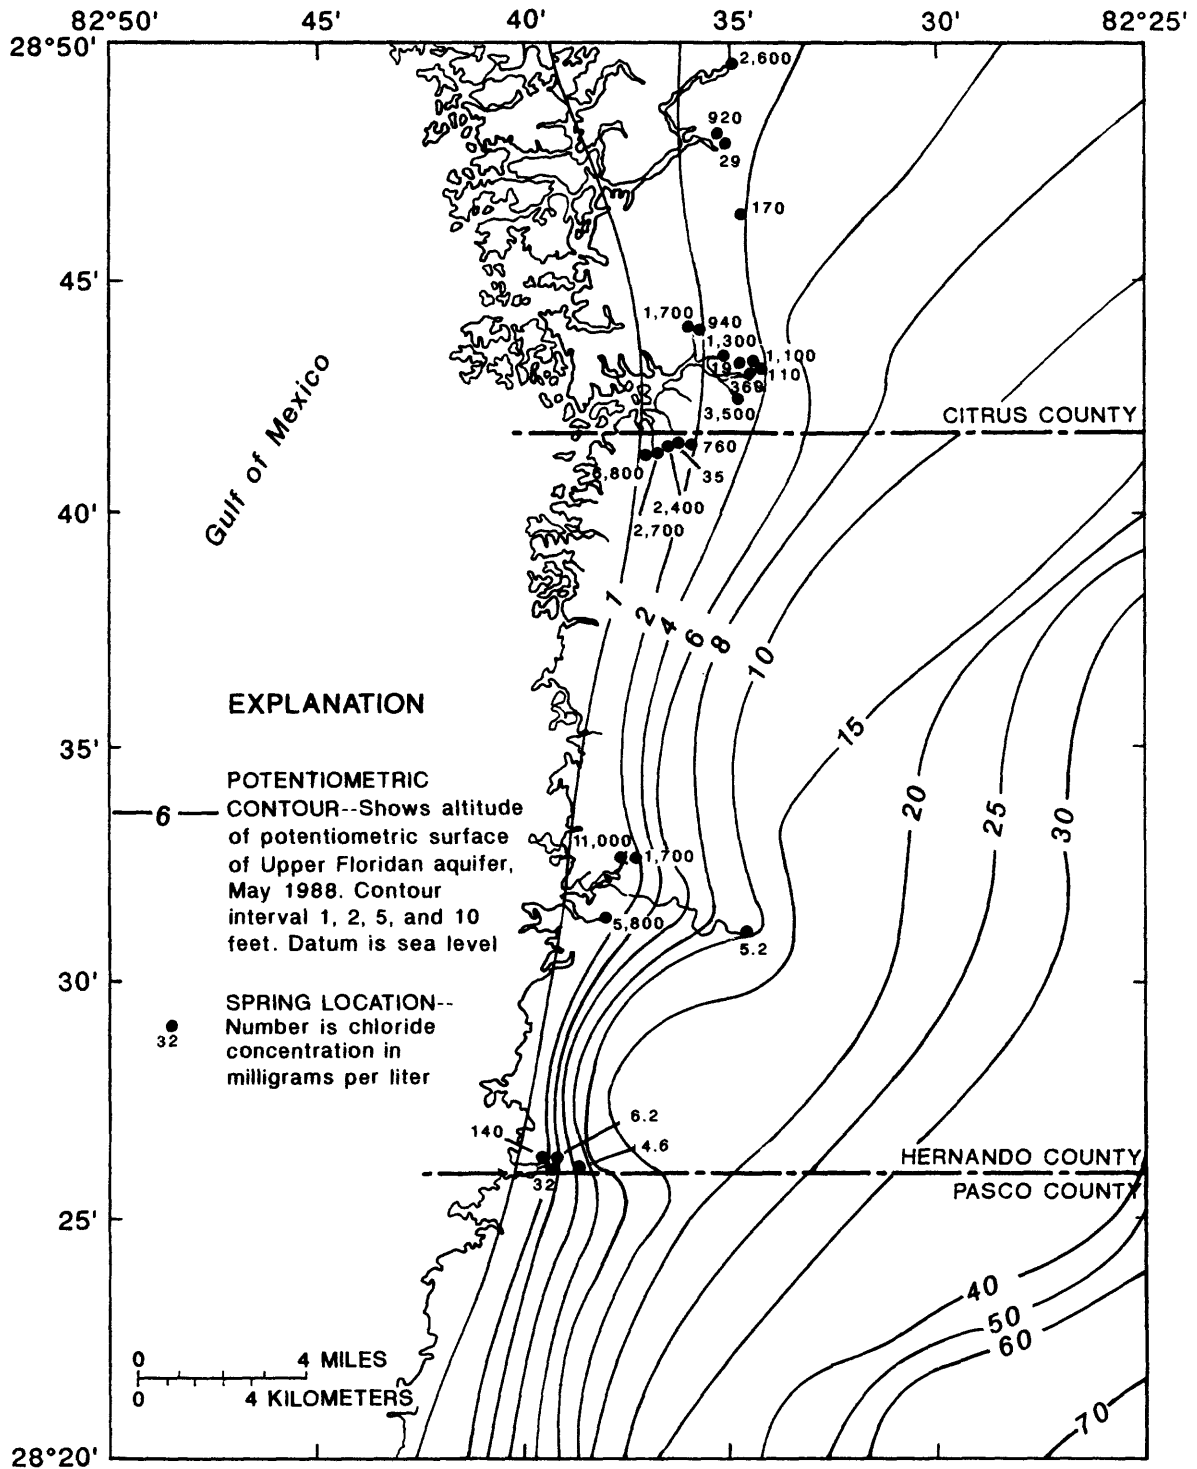 82°50' 45' 40' 35' 30' 82°25'
28°50'
2,600
920
29
170
45'
1,700 940
1,300
19 1,100
369 110
3,500
Gulf of Mexico
CITRUS COUNTY
760
35
2,400
2,700
40'
1 2 4 6 8 10
15
20 25 30
EXPLANATION
35'
POTENTIOMETRIC
6 CONTOUR--Shows altitude
of potentiometric surface
of Upper Floridan aquifer,
May 1988. Contour
interval 1, 2, 5, and 10
feet. Datum is sea level
11,000 1,700
5,800
5.2
30'
SPRING LOCATION--
32 Number is chloride
concentration in
milligrams per liter
140 6.2
4.6
32
HERNANDO COUNTY
PASCO COUNTY
25'
40
50
60
70
0 4 MILES
0 4 KILOMETERS
28°20'